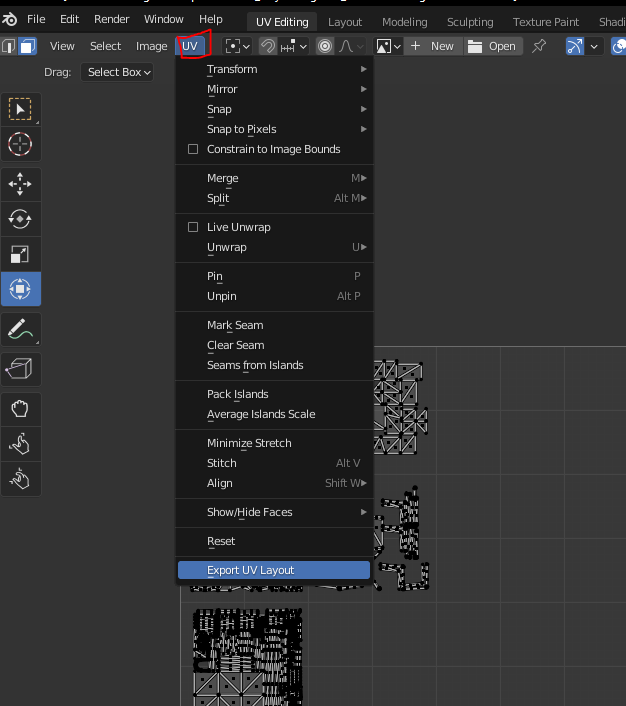 File Edit Render Window Help UV Editing Layout Modeling Sculpting Texture Paint
View Select Image UV New Open
Drag: Select Box
Transform
Mirror
Snap
Snap to Pixels
Constrain to Image Bounds
Merge M
Split Alt M
Live Unwrap
Unwrap U
Pin P
Unpin Alt P
Mark Seam
Clear Seam
Seams from Islands
Pack Islands
Average Islands Scale
Minimize Stretch
Stitch Alt V
Align Shift W
Show/Hide Faces
Reset
Export UV Layout